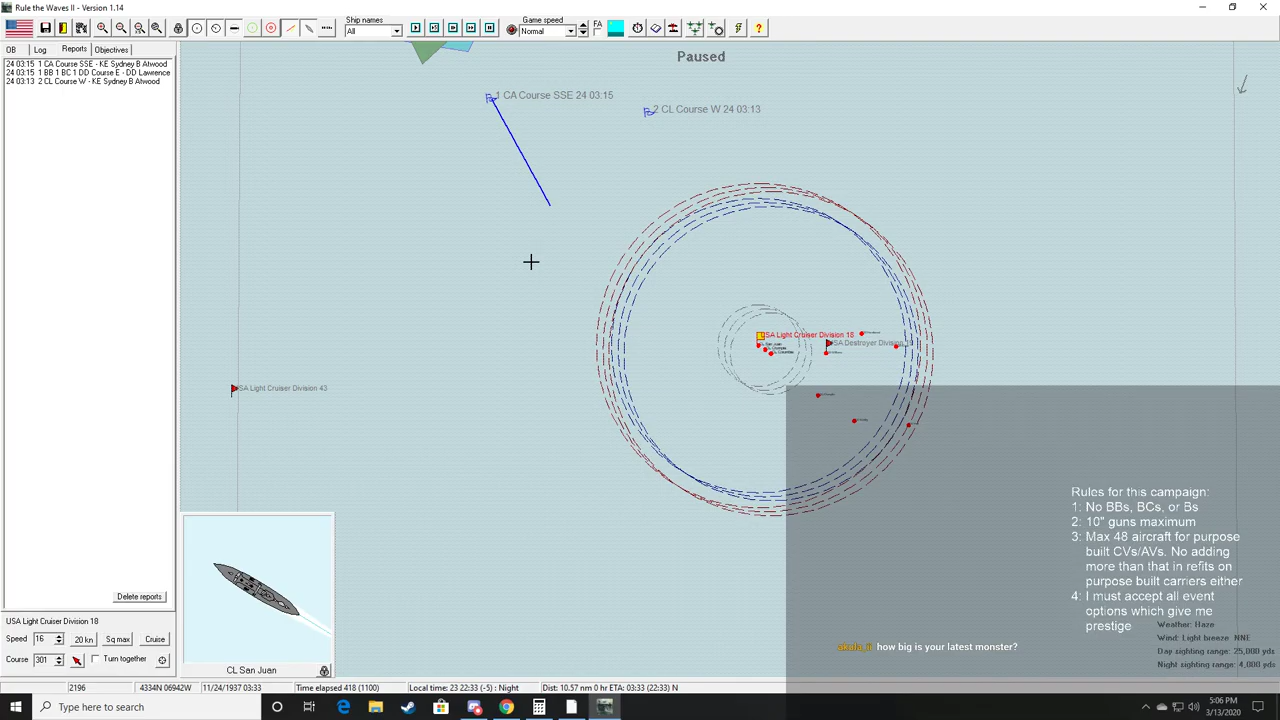 Rule the Waves II - Version 1.14
Ship names
All
Game speed
Normal
FA
OB
Log
Reports
Objectives
24 03:15 1 CA Course SSE - KE Sydney B Atwood
24 03:15 1 BB 1 BC 1 DD Course E - DD Lawrence
24 03:13 2 CL Course W - KE Sydney B Atwood
Paused
1 CA Course SSE 24 03:15
2 CL Course W 24 03:13
USA Light Cruiser Division 18
SA Destroyer Division
San Juan
SA Light Cruiser Division 43
Rules for this campaign:
1: No BBs, BCs, or Bs
2: 10" guns maximum
3: Max 48 aircraft for purpose
built CVs/AVs. No adding
more than that in refits on
purpose built carriers either
4: I must accept all event
options which give me
prestige
Weather: Haze
Wind: Light breeze NNE
Day sighting range: 25,000 yds
Night sighting range: 4,000 yds
how big is your latest monster?
Delete reports
USA Light Cruiser Division 18
Speed
16
20 kn
Sq max
Cruise
Course
301
Turn together
CL San Juan
2196
4334N 06942W
11/24/1937 03:33
Time elapsed 418 (1100)
Local time: 23 22:33 (-5) : Night
Dist: 10.57 nm 0 hr ETA: 03:33 (22:33) N
Type here to search
5:06 PM
3/13/2020